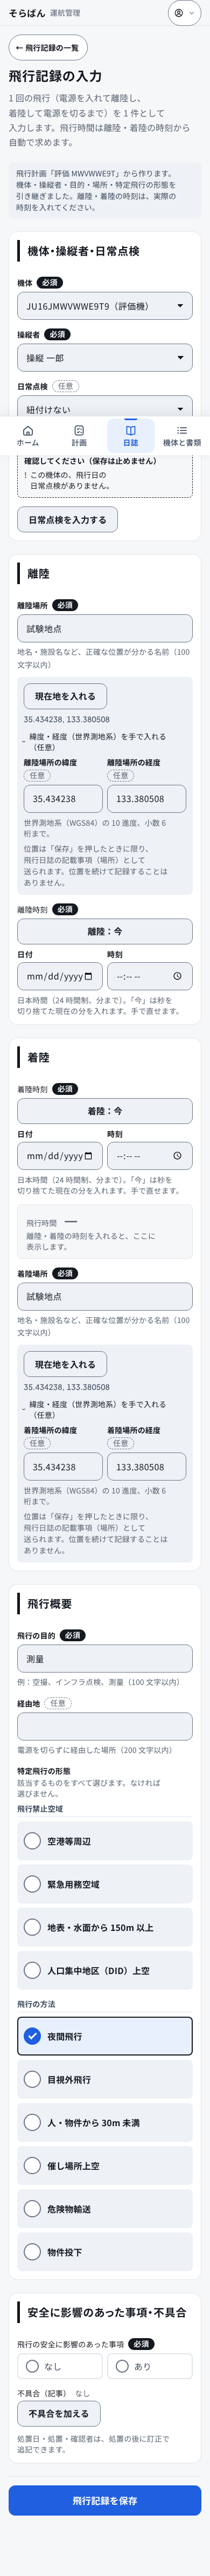 そらばん 運航管理
← 飛行記録の一覧
飛行記録の入力
1 回の飛行（電源を入れて離陸し、
着陸して電源を切るまで）を 1 件として
入力します。飛行時間は離陸・着陸の時刻から
自動で求めます。
飛行計画「評価 MWVWWE9T」から作ります。
機体・操縦者・目的・場所・特定飛行の形態を
引き継ぎました。離陸・着陸の時刻は、実際の
時刻を入れてください。
機体・操縦者・日常点検
機体 必須
JU16JMWVWWE9T9（評価機）
操縦者 必須
操縦 一郎
日常点検 任意
紐付けない
ホーム 計画 日誌 機体と書類
確認してください（保存は止めません）
! この機体の、飛行日の
日常点検がありません。
日常点検を入力する
離陸
離陸場所 必須
試験地点
地名・施設名など、正確な位置が分かる名前（100
文字以内）
現在地を入れる
35.434238, 133.380508
緯度・経度（世界測地系）を手で入れる
（任意）
離陸場所の緯度 離陸場所の経度
任意 任意
35.434238 133.380508
世界測地系（WGS84）の 10 進度、小数 6
桁まで。
位置は「保存」を押したときに限り、
飛行日誌の記載事項（場所）として
送られます。位置を続けて記録することは
ありません。
離陸時刻 必須
離陸：今
日付 時刻
mm/dd/yyyy --:-- --
日本時間（24 時間制、分まで）。「今」は秒を
切り捨てた現在の分を入れます。手で直せます。
着陸
着陸時刻 必須
着陸：今
日付 時刻
mm/dd/yyyy --:-- --
日本時間（24 時間制、分まで）。「今」は秒を
切り捨てた現在の分を入れます。手で直せます。
飛行時間 —
離陸・着陸の時刻を入れると、ここに
表示します。
着陸場所 必須
試験地点
地名・施設名など、正確な位置が分かる名前（100
文字以内）
現在地を入れる
35.434238, 133.380508
緯度・経度（世界測地系）を手で入れる
（任意）
着陸場所の緯度 着陸場所の経度
任意 任意
35.434238 133.380508
世界測地系（WGS84）の 10 進度、小数 6
桁まで。
位置は「保存」を押したときに限り、
飛行日誌の記載事項（場所）として
送られます。位置を続けて記録することは
ありません。
飛行概要
飛行の目的 必須
測量
例：空撮、インフラ点検、測量（100 文字以内）
経由地 任意
電源を切らずに経由した場所（200 文字以内）
特定飛行の形態
該当するものをすべて選びます。なければ
選びません。
飛行禁止空域
空港等周辺
緊急用務空域
地表・水面から 150m 以上
人口集中地区（DID）上空
飛行の方法
夜間飛行
目視外飛行
人・物件から 30m 未満
催し場所上空
危険物輸送
物件投下
安全に影響のあった事項・不具合
飛行の安全に影響のあった事項 必須
なし あり
不具合（記事） なし
不具合を加える
処置日・処置・確認者は、処置の後に訂正で
追記できます。
飛行記録を保存